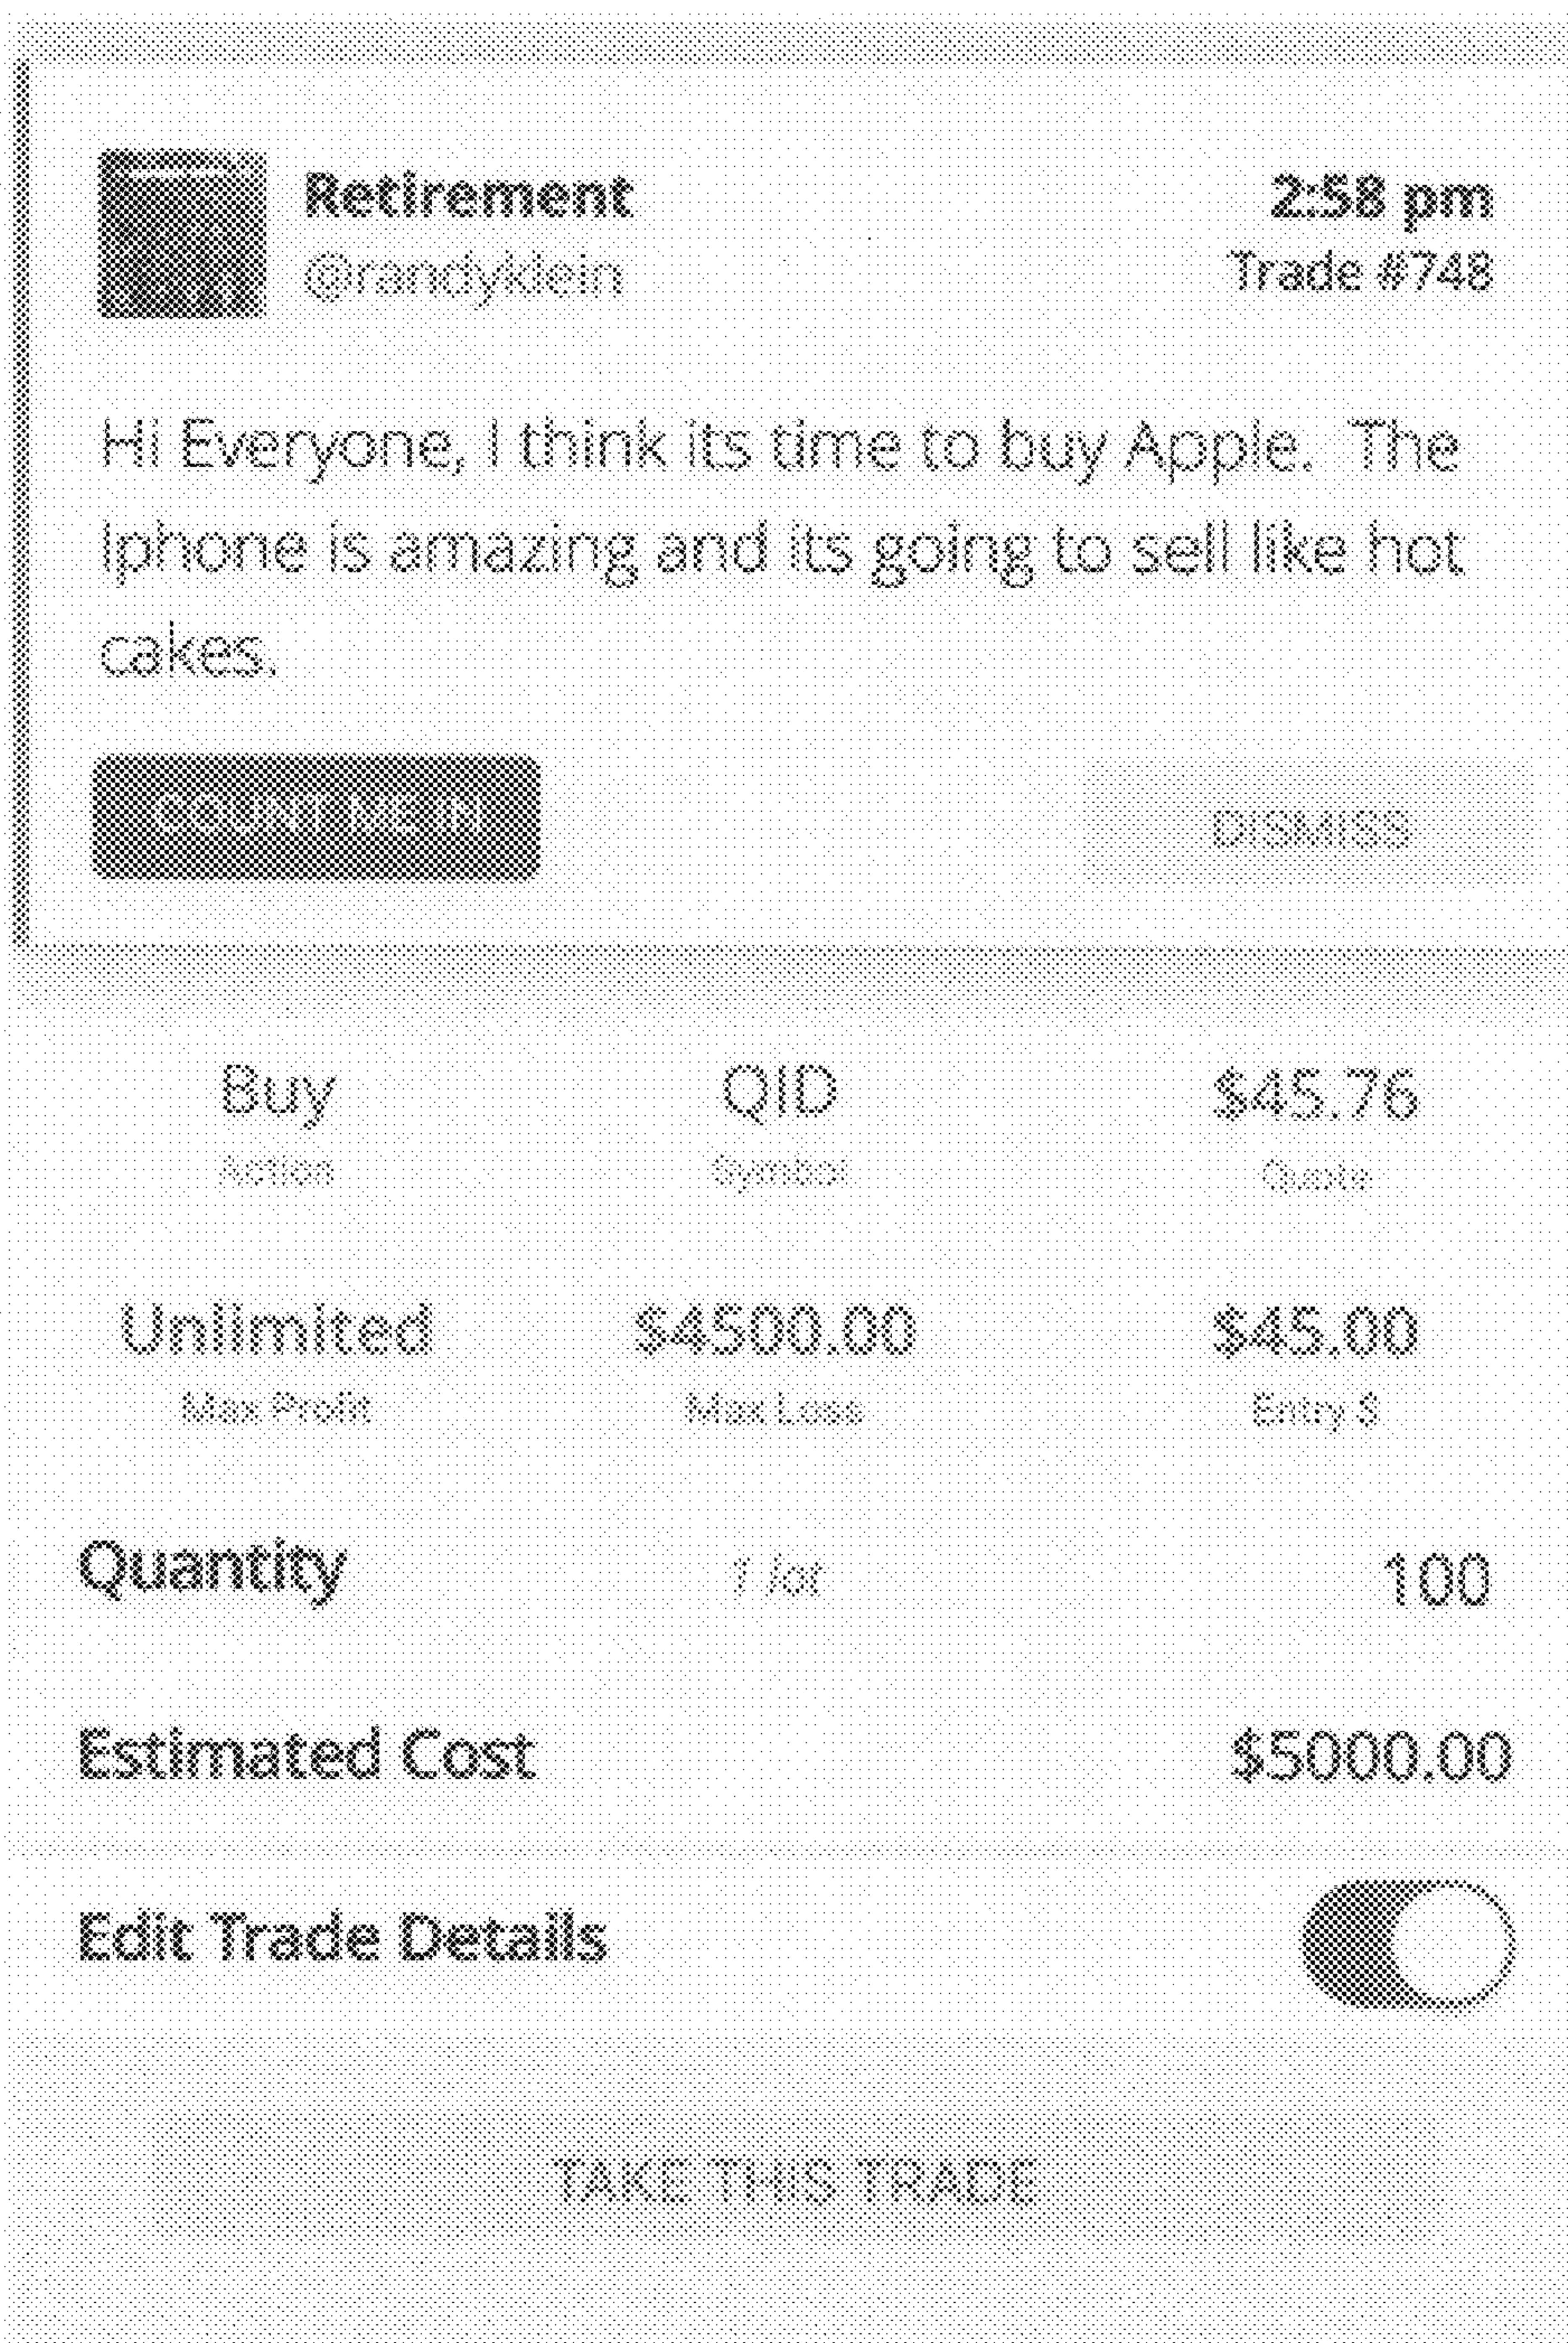 Retirement
2:58 pm
@randyklein
Trade #748
Hi Everyone, I think its time to buy Apple.  The
Iphone is amazing and its going to sell like hot
cakes.
COUNT ME IN
DISMISS
Buy
QID
$45.76
Action
Symbol
Quote
Unlimited
$4500.00
$45.00
Max Profit
Max Loss
Entry $
Quantity
1 lot
100
Estimated Cost
$5000.00
Edit Trade Details
TAKE THIS TRADE